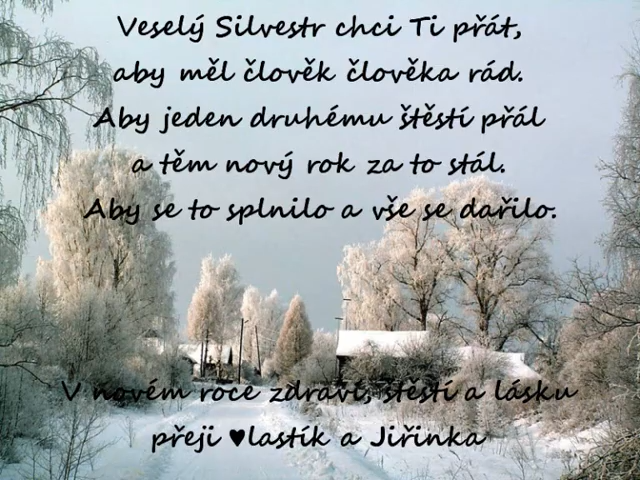 Veselý Silvestr chci Ti přát,
aby měl člověk člověka rád.
Aby jeden druhému štěstí přál
a těm nový rok za to stál.
Aby se to splnilo a vše se dařilo.
V novém roce zdraví, štěstí a lásku
přeji ♥lastík a Jiřinka